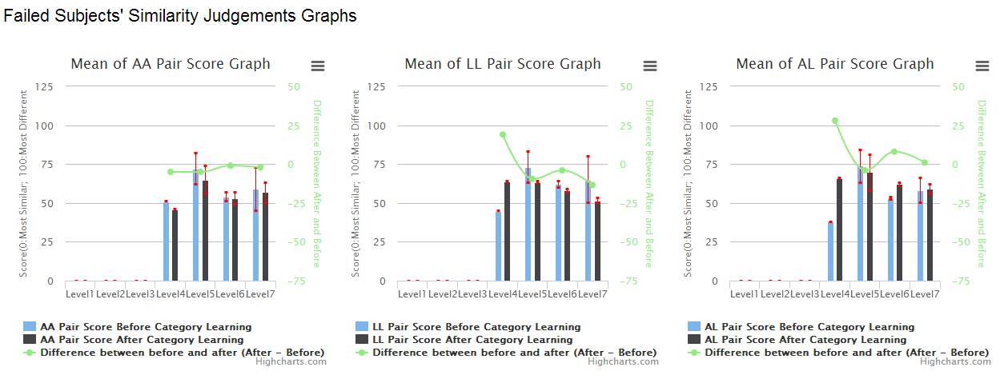 Failed Subjects' Similarity Judgements Graphs
Mean of AA Pair Score Graph
Score(0:Most Similar; 100:Most Different
125
100
75
50
25
0
50
25
0
−25
−50
−75
Difference Between After and Before
Level1 Level2 Level3 Level4 Level5 Level6 Level7
AA Pair Score Before Category Learning
AA Pair Score After Category Learning
Difference between before and after (After - Before)
Highcharts.com
Mean of LL Pair Score Graph
Score(0:Most Similar; 100:Most Different
125
100
75
50
25
0
50
25
0
−25
−50
−75
Difference Between After and Before
Level1 Level2 Level3 Level4 Level5 Level6 Level7
LL Pair Score Before Category Learning
LL Pair Score After Category Learning
Difference between before and after (After - Before)
Highcharts.com
Mean of AL Pair Score Graph
Score(0:Most Similar; 100:Most Different
125
100
75
50
25
0
50
25
0
−25
−50
−75
Difference Between After and Before
Level1 Level2 Level3 Level4 Level5 Level6 Level7
AL Pair Score Before Category Learning
AL Pair Score After Category Learning
Difference between before and after (After - Before)
Highcharts.com